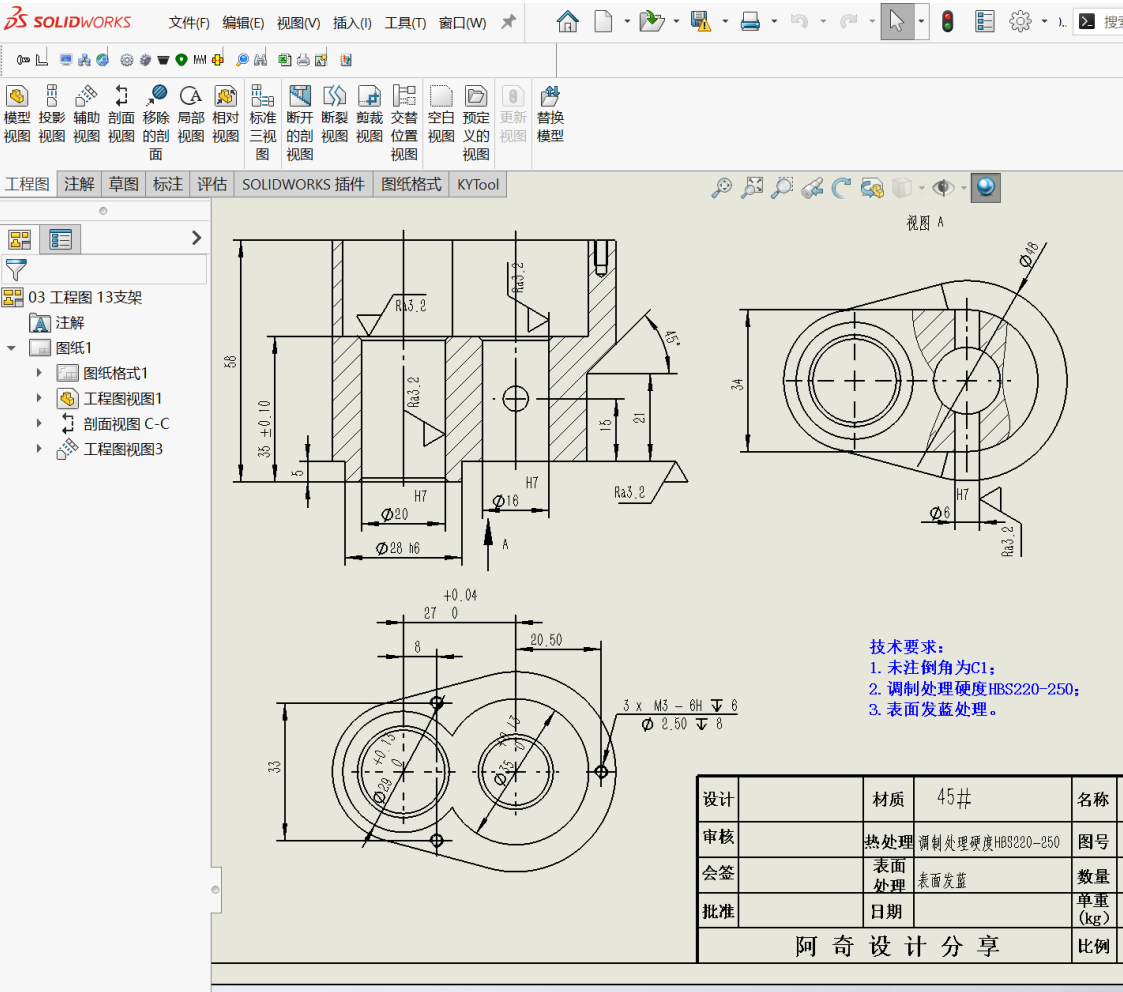 SOLIDWORKS 文件(F) 编辑(E) 视图(V) 插入(I) 工具(T) 窗口(W)
搜索
模型视图 投影视图 辅助视图 剖面视图 移除的剖面 局部视图 相对视图 标准三视图 断开的剖视图 断裂视图 剪裁视图 交替位置视图 空白视图 预定义的视图 更新视图 替换模型
工程图 注解 草图 标注 评估 SOLIDWORKS 插件 图纸格式 KYTool
03 工程图 13支架
注解
图纸1
图纸格式1
工程图视图1
剖面视图 C-C
工程图视图3
视图 A
Ø48
Ra3.2
Ra3.2
45°
58
35 ±0.10
Ra3.2
34
15
21
5
H7
H7
Ra3.2
Ø20
Ø16
Ø28 h6
A
H7
Ø6
Ra3.2
+0.04
27 0
8
20.50
3 x M3 - 6H ↧ 6
Ø 2.50 ↧ 8
33
+0.13
0
Ø29
+0.13
0
Ø35
技术要求：
1. 未注倒角为C1；
2. 调制处理硬度HBS220-250；
3. 表面发蓝处理。
设计 材质 45# 名称
审核 热处理 调制处理硬度HBS220-250 图号
会签 表面处理 表面发蓝 数量
批准 日期 单重(kg)
阿奇设计分享 比例